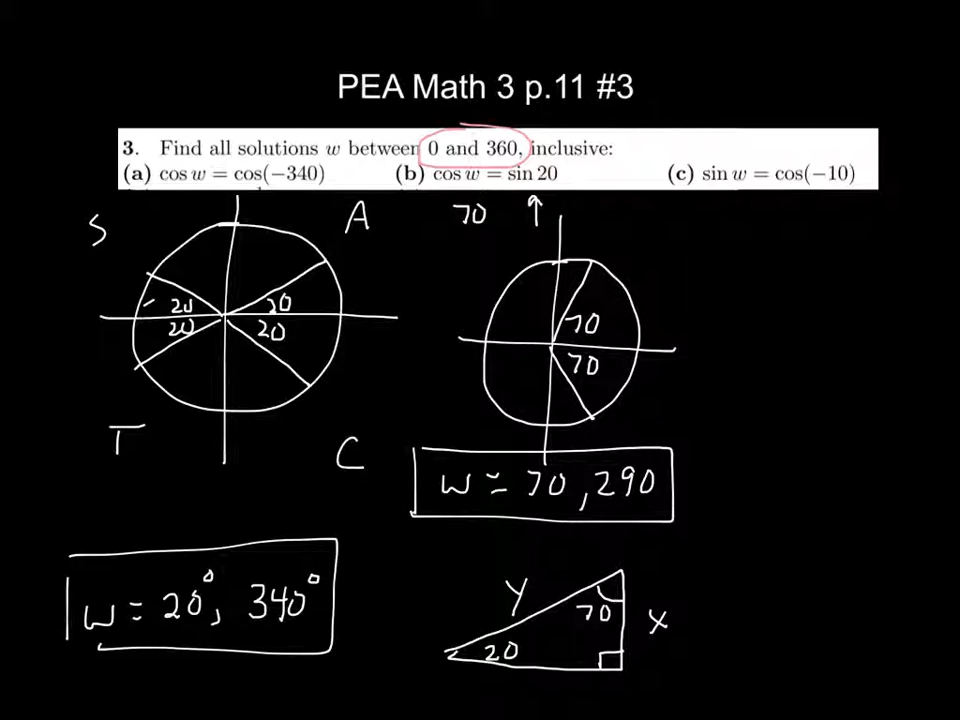 PEA Math 3 p.11 #3
3. Find all solutions w between 0 and 360, inclusive:
(a) cos w = cos(−340) (b) cos w = sin 20 (c) sin w = cos(−10)
S A 70 ↑
20 20 70
20 20 70
T C
w = 70, 290
w = 20°, 340°
y 70 x
20